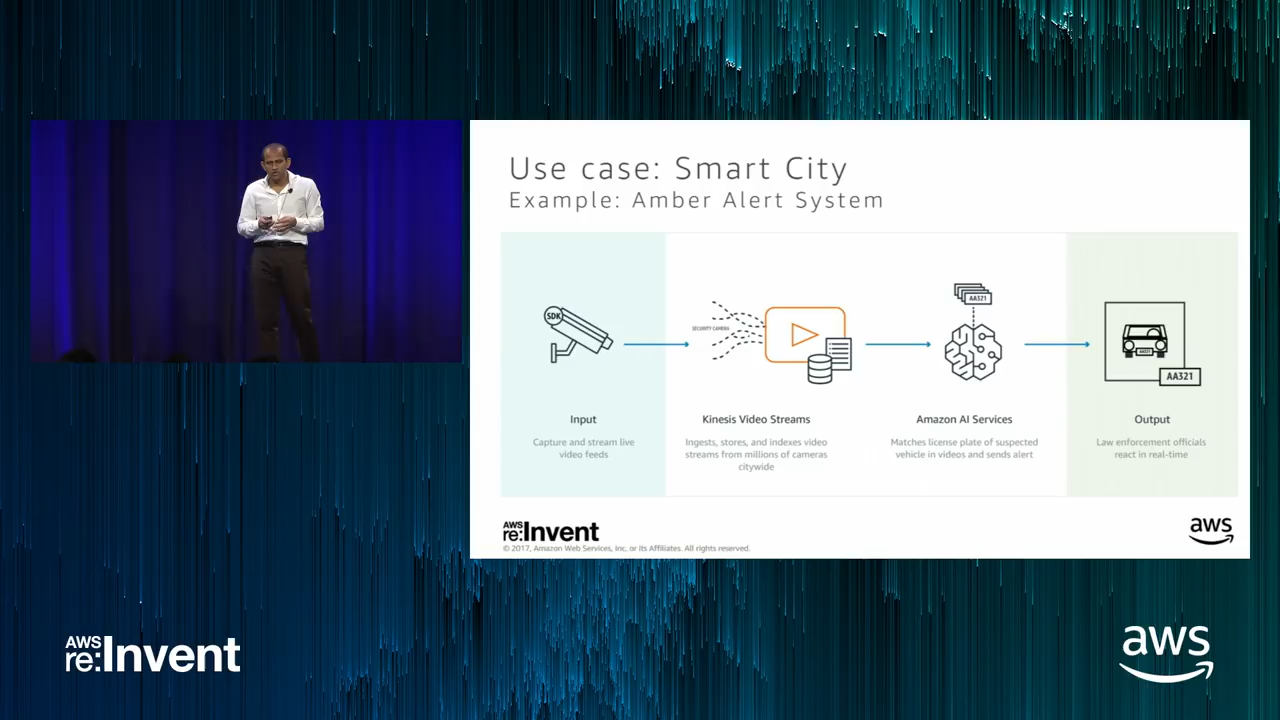 Use case: Smart City
Example: Amber Alert System
SDK
SECURITY CAMERA
AA321
AA321
AA321
Input
Capture and stream live
video feeds
Kinesis Video Streams
Ingests, stores, and indexes video
streams from millions of cameras
citywide
Amazon AI Services
Matches license plate of suspected
vehicle in videos and sends alert
Output
Law enforcement officials
react in real-time
AWS
re:Invent
© 2017, Amazon Web Services, Inc. or its Affiliates. All rights reserved.
aws
AWS
re:Invent
aws